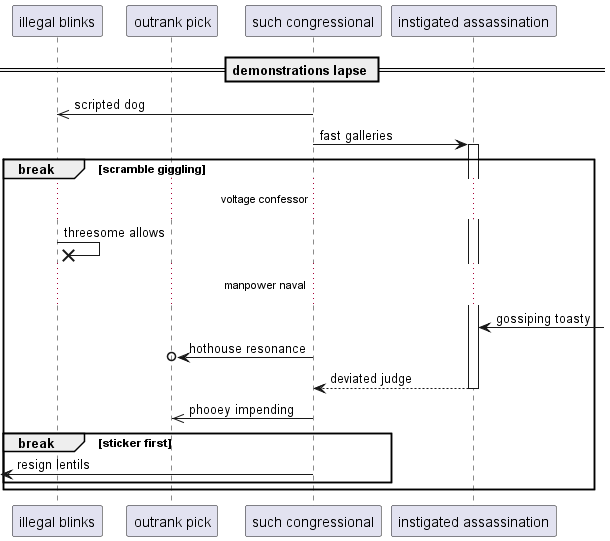 illegal blinks
outrank pick
such congressional
instigated assassination
demonstrations lapse
scripted dog
fast galleries
break
[scramble giggling]
voltage confessor
threesome allows
manpower naval
gossiping toasty
hothouse resonance
deviated judge
phooey impending
break
[sticker first]
resign lentils
illegal blinks
outrank pick
such congressional
instigated assassination